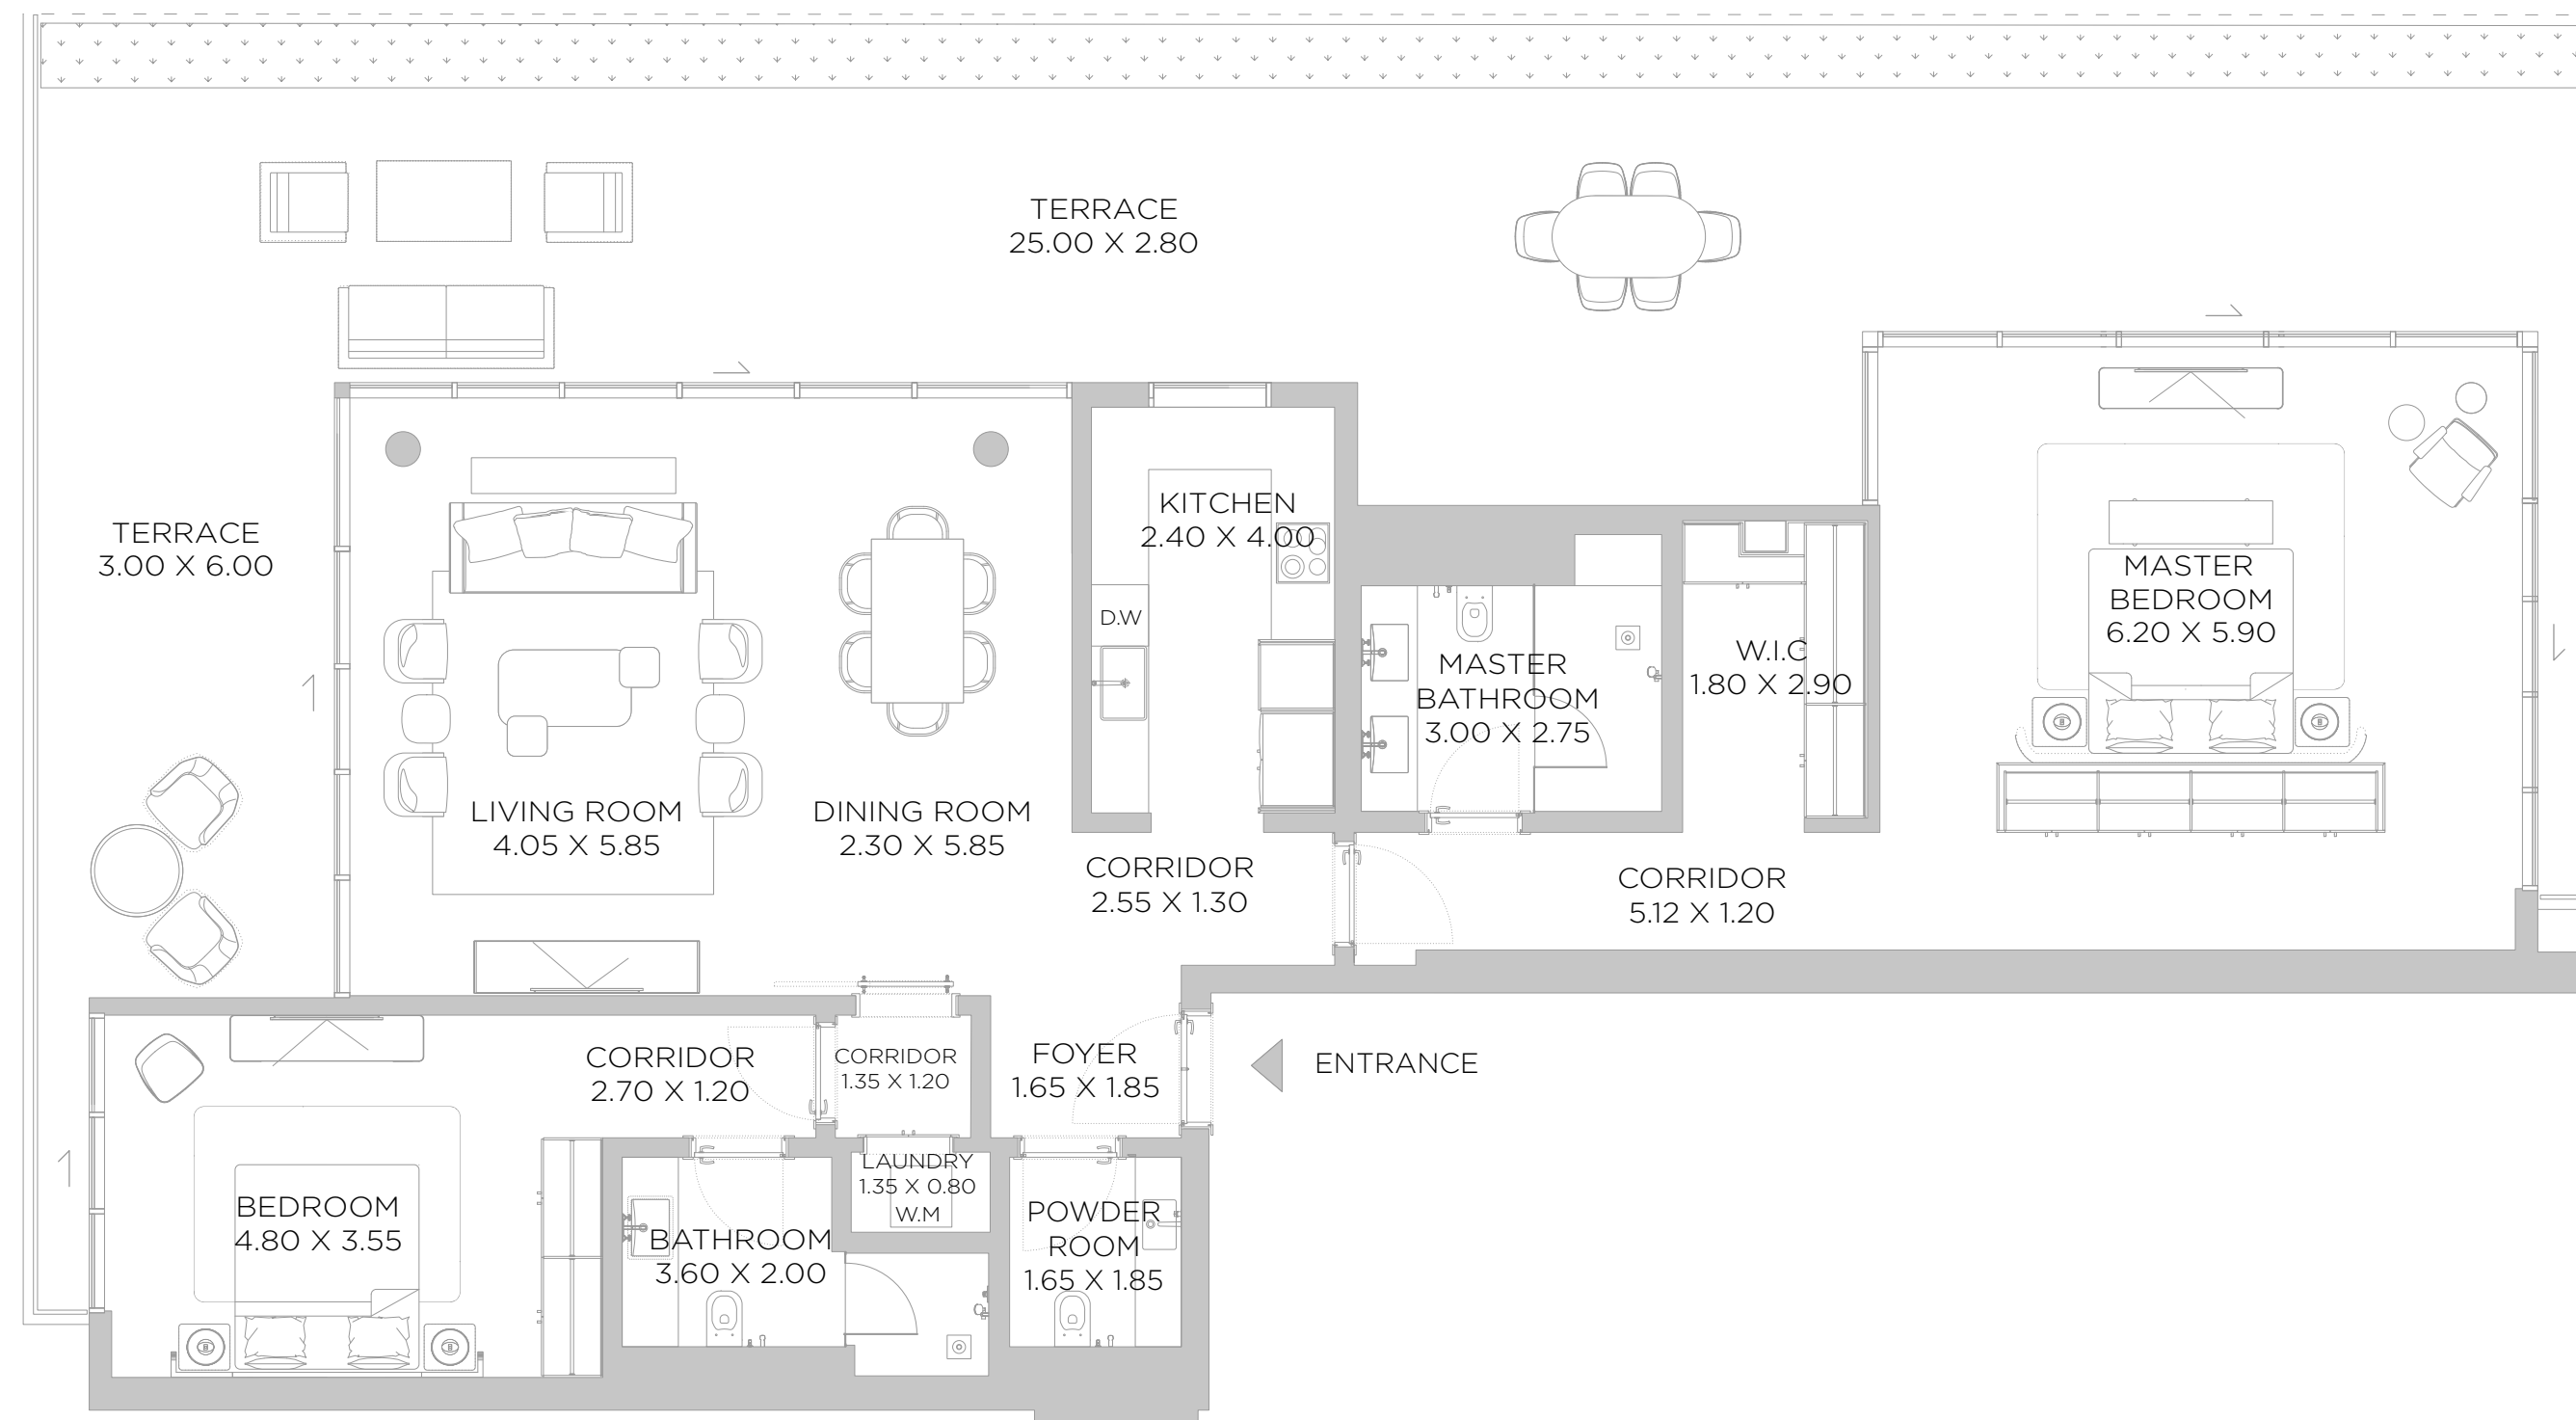 TERRACE
25.00 X 2.80
TERRACE
3.00 X 6.00
KITCHEN
2.40 X 4.00
D.W
MASTER
BATHROOM
3.00 X 2.75
W.I.C
1.80 X 2.90
MASTER
BEDROOM
6.20 X 5.90
LIVING ROOM
4.05 X 5.85
DINING ROOM
2.30 X 5.85
CORRIDOR
2.55 X 1.30
CORRIDOR
5.12 X 1.20
CORRIDOR
2.70 X 1.20
CORRIDOR
1.35 X 1.20
FOYER
1.65 X 1.85
ENTRANCE
BEDROOM
4.80 X 3.55
BATHROOM
3.60 X 2.00
LAUNDRY
1.35 X 0.80
W.M
POWDER
ROOM
1.65 X 1.85